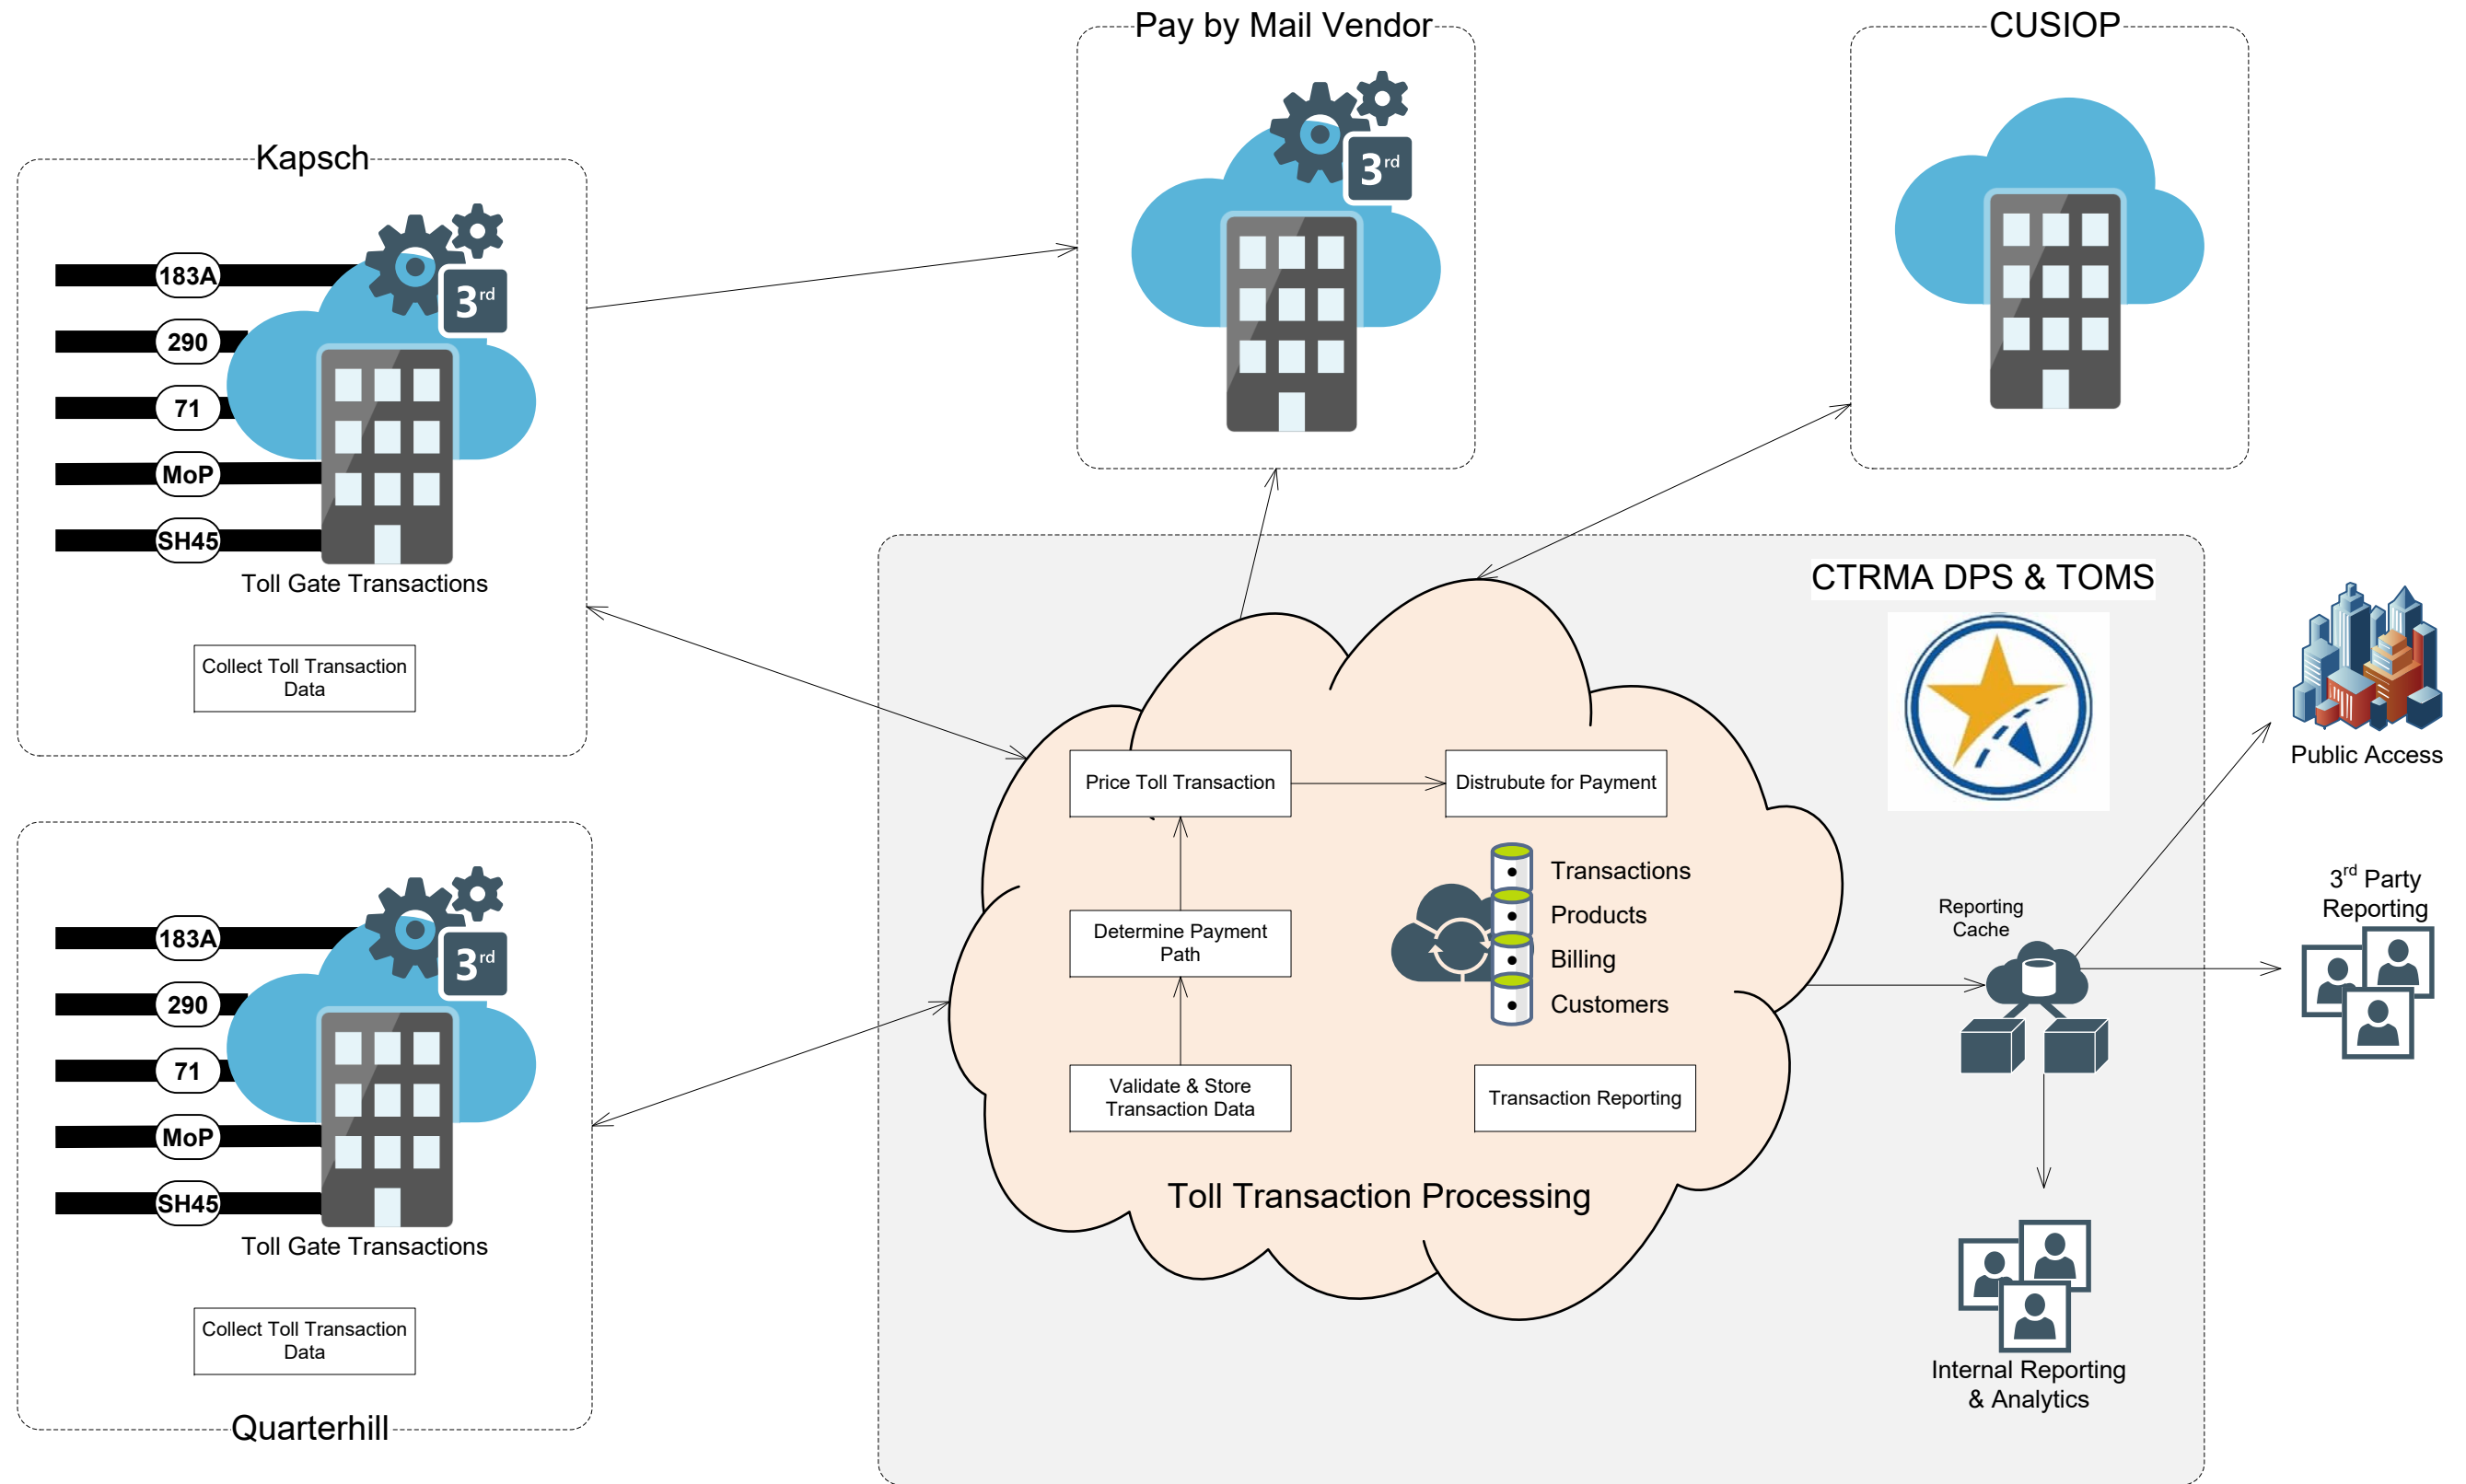 Pay by Mail Vendor
3rd
CUSIOP
Kapsch
183A
3rd
290
71
MoP
SH45
Toll Gate Transactions
Collect Toll Transaction
Data
183A
3rd
290
71
MoP
SH45
Toll Gate Transactions
Collect Toll Transaction
Data
Quarterhill
CTRMA DPS & TOMS
Price Toll Transaction
Distrubute for Payment
Determine Payment
Path
Validate & Store
Transaction Data
Transactions
Products
Billing
Customers
Transaction Reporting
Toll Transaction Processing
Reporting
Cache
Public Access
3rd Party
Reporting
Internal Reporting
& Analytics